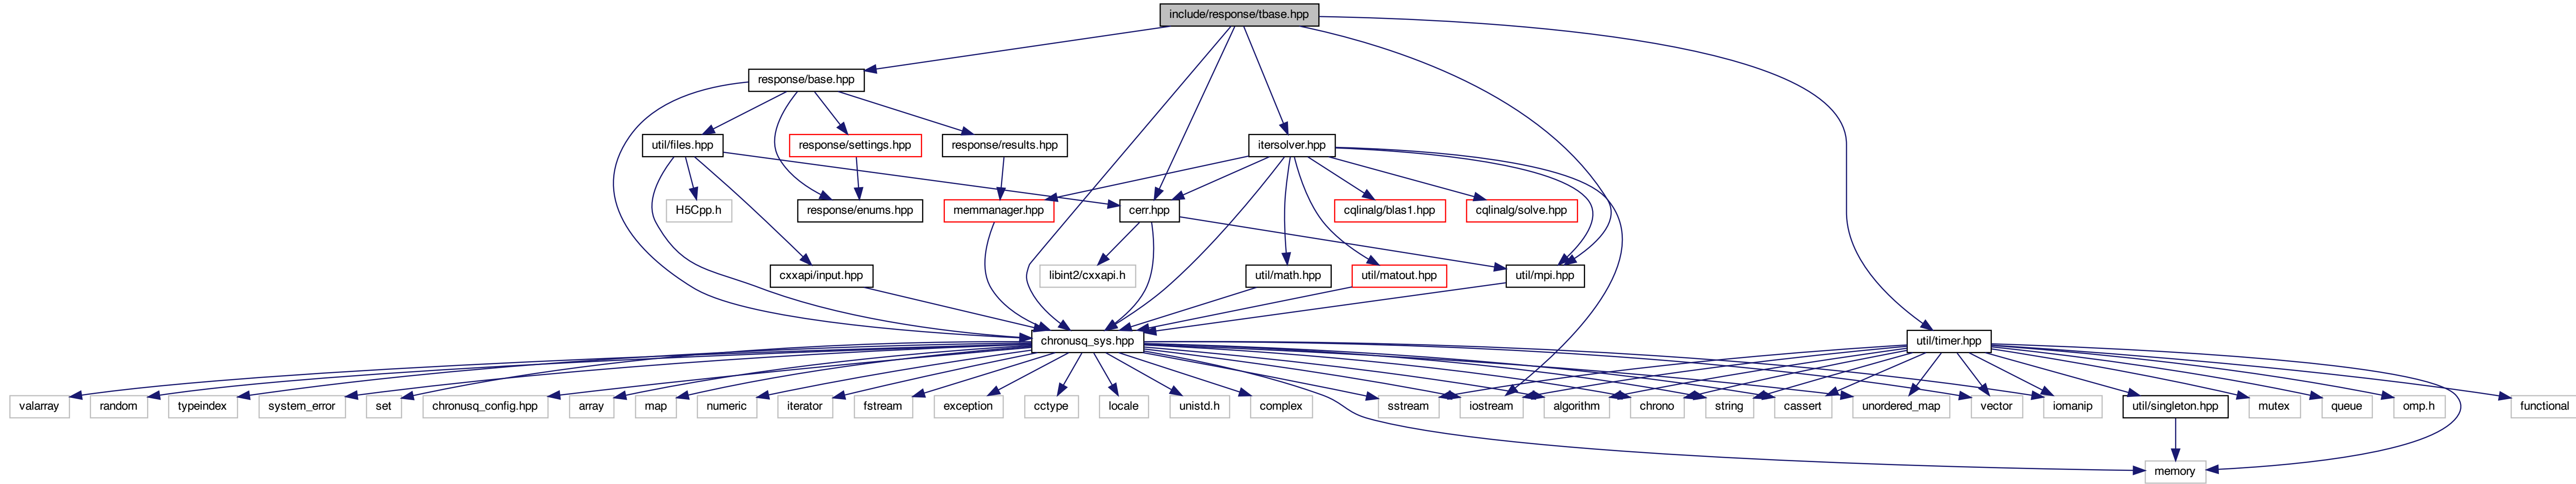 include/response/tbase.hpp
response/base.hpp
util/files.hpp
response/settings.hpp
response/results.hpp
itersolver.hpp
H5Cpp.h
response/enums.hpp
memmanager.hpp
cerr.hpp
cqlinalg/blas1.hpp
cqlinalg/solve.hpp
cxxapi/input.hpp
libint2/cxxapi.h
util/math.hpp
util/matout.hpp
util/mpi.hpp
chronusq_sys.hpp
util/timer.hpp
valarray
random
typeindex
system_error
set
chronusq_config.hpp
array
map
numeric
iterator
fstream
exception
cctype
locale
unistd.h
complex
sstream
iostream
algorithm
chrono
string
cassert
unordered_map
vector
iomanip
util/singleton.hpp
mutex
queue
omp.h
functional
memory